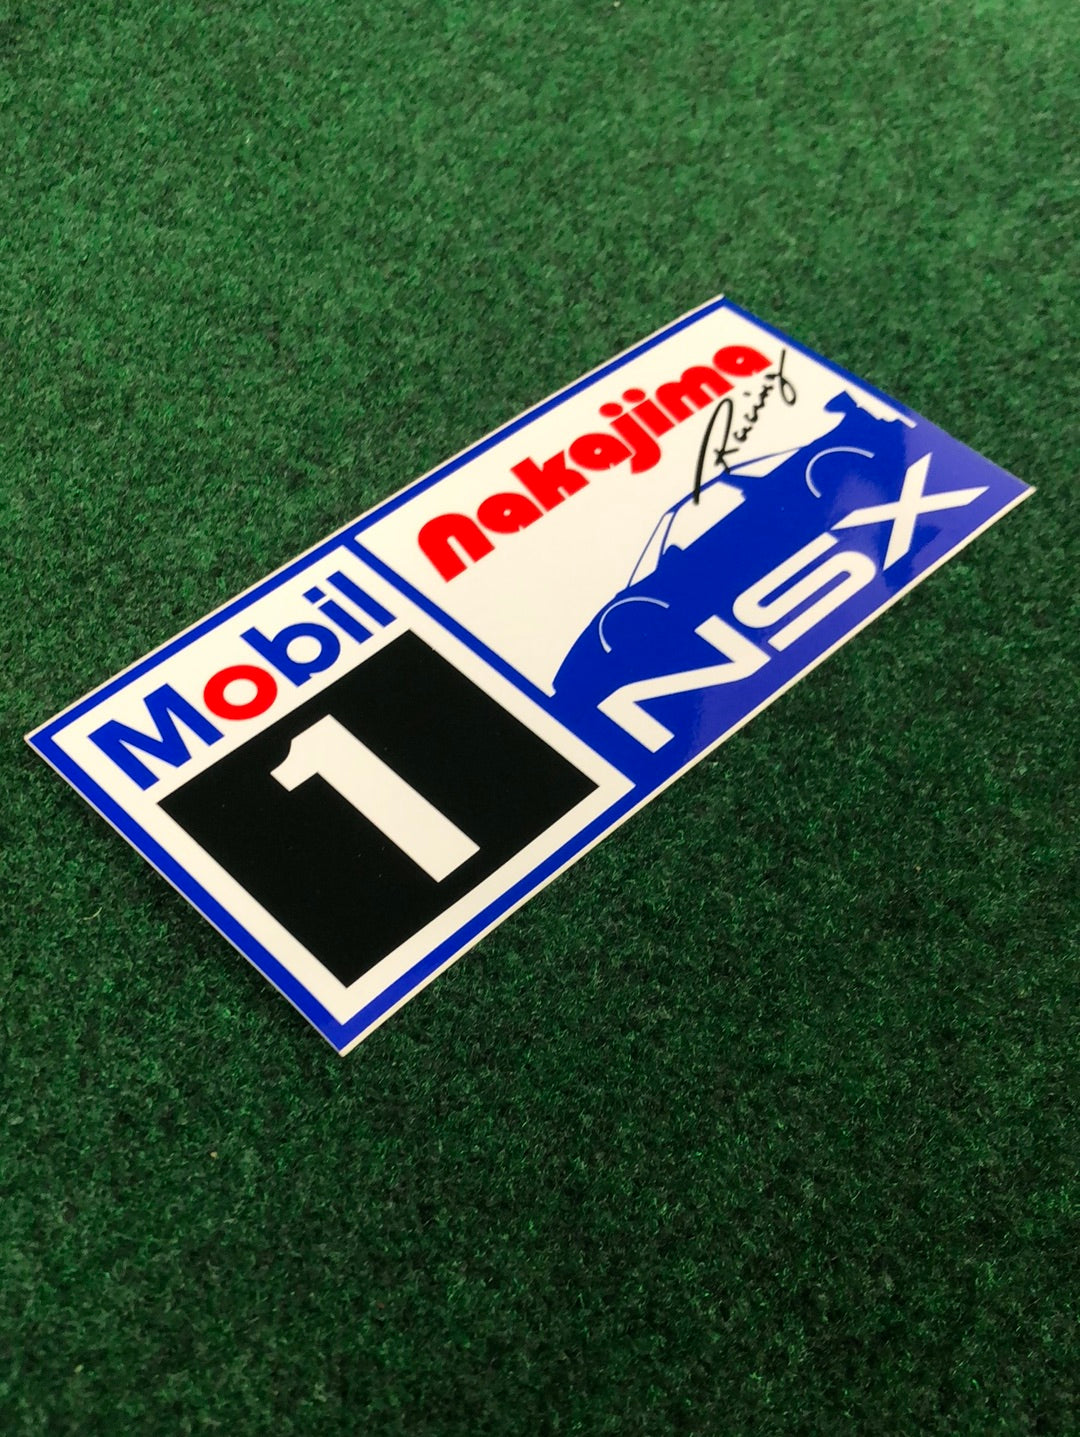 Mobil
1
nakajima
Racing
NSX